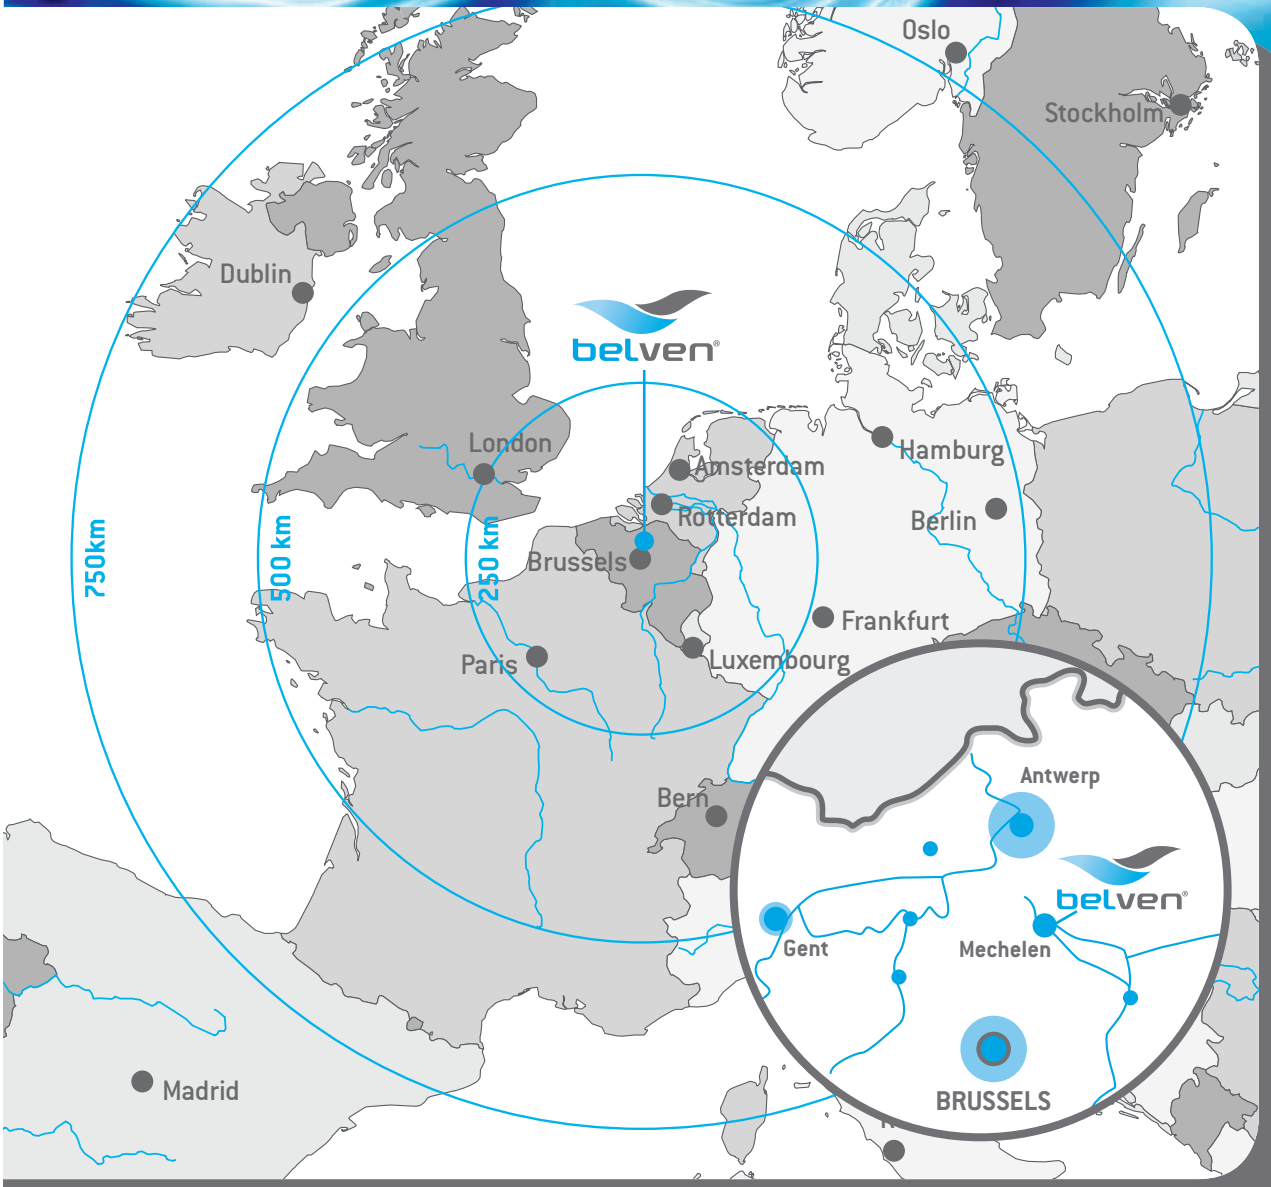 Oslo
Stockholm
Dublin
belven®
London
Hamburg
Amsterdam
Berlin
Rotterdam
750km
500 km
250 km
Brussels
Frankfurt
Paris
Luxembourg
Bern
Antwerp
belven®
Gent
Mechelen
Madrid
BRUSSELS